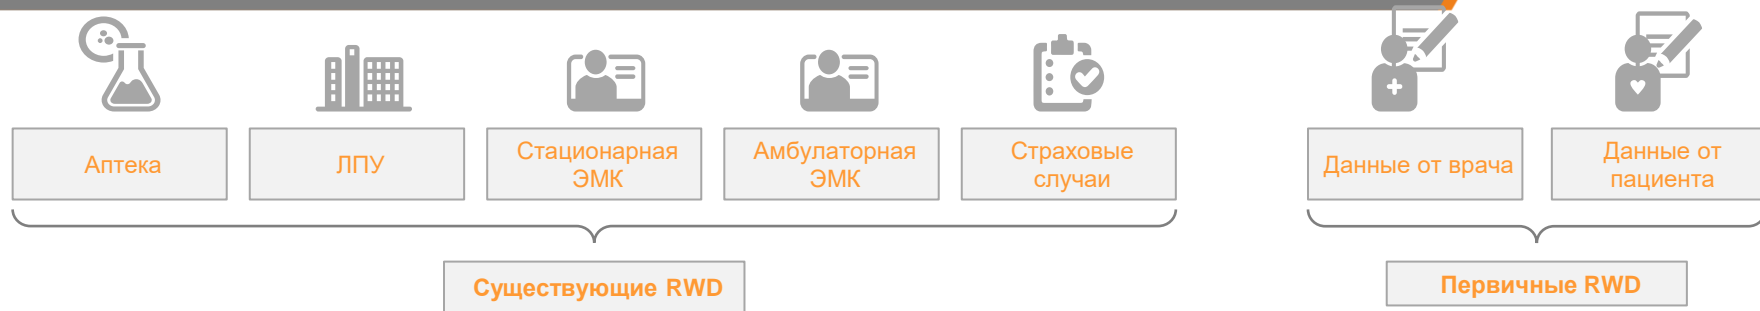 Аптека
ЛПУ
Стационарная
ЭМК
Амбулаторная
ЭМК
Страховые
случаи
Данные от врача
Данные от
пациента
Существующие RWD
Первичные RWD